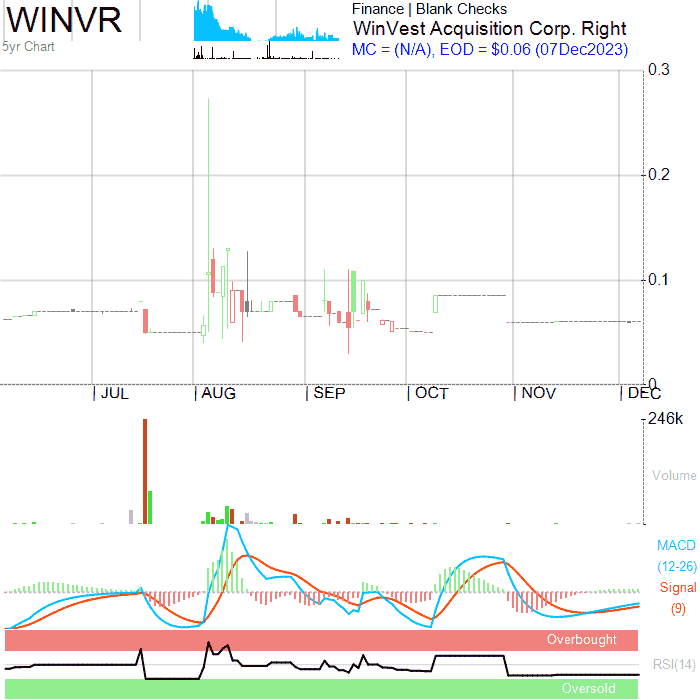 WINVR
5yr Chart
Finance | Blank Checks
WinVest Acquisition Corp. Right
MC = (N/A), EOD = $0.06 (07Dec2023)
0.3
0.2
0.1
0
JUL AUG SEP OCT NOV DEC
246k
Volume
MACD
(12-26)
Signal
(9)
Overbought
RSI(14)
Oversold